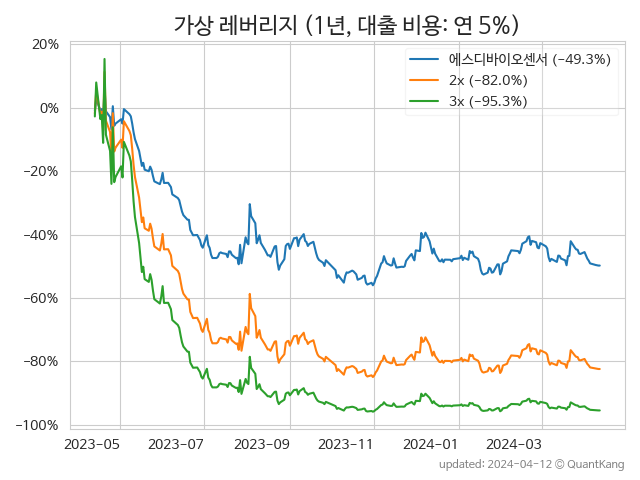 가상 레버리지 (1년, 대출 비용: 연 5%)
에스디바이오센서 (−49.3%)
2x (−82.0%)
3x (−95.3%)
20%
0%
−20%
−40%
−60%
−80%
−100%
2023-05 2023-07 2023-09 2023-11 2024-01 2024-03
updated: 2024-04-12 © QuantKang